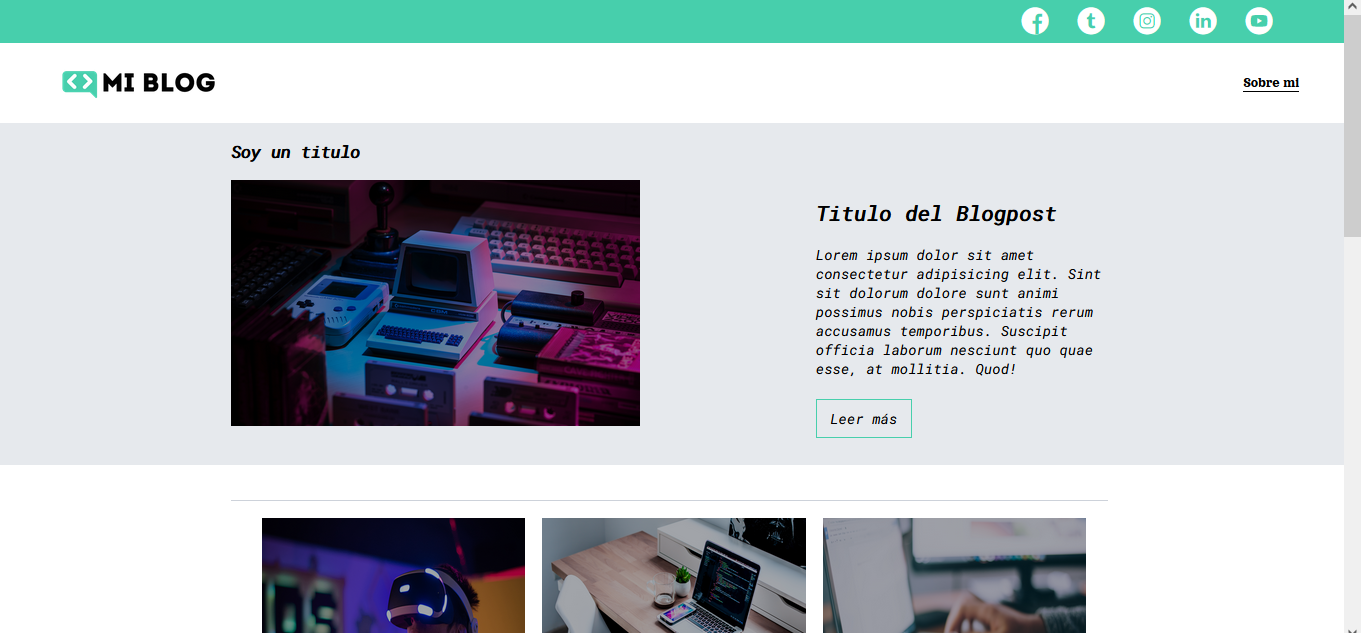 MI BLOG
Sobre mi
Soy un titulo
Titulo del Blogpost
Lorem ipsum dolor sit amet
consectetur adipisicing elit. Sint
sit dolorum dolore sunt animi
possimus nobis perspiciatis rerum
accusamus temporibus. Suscipit
officia laborum nesciunt quo quae
esse, at mollitia. Quod!
Leer más